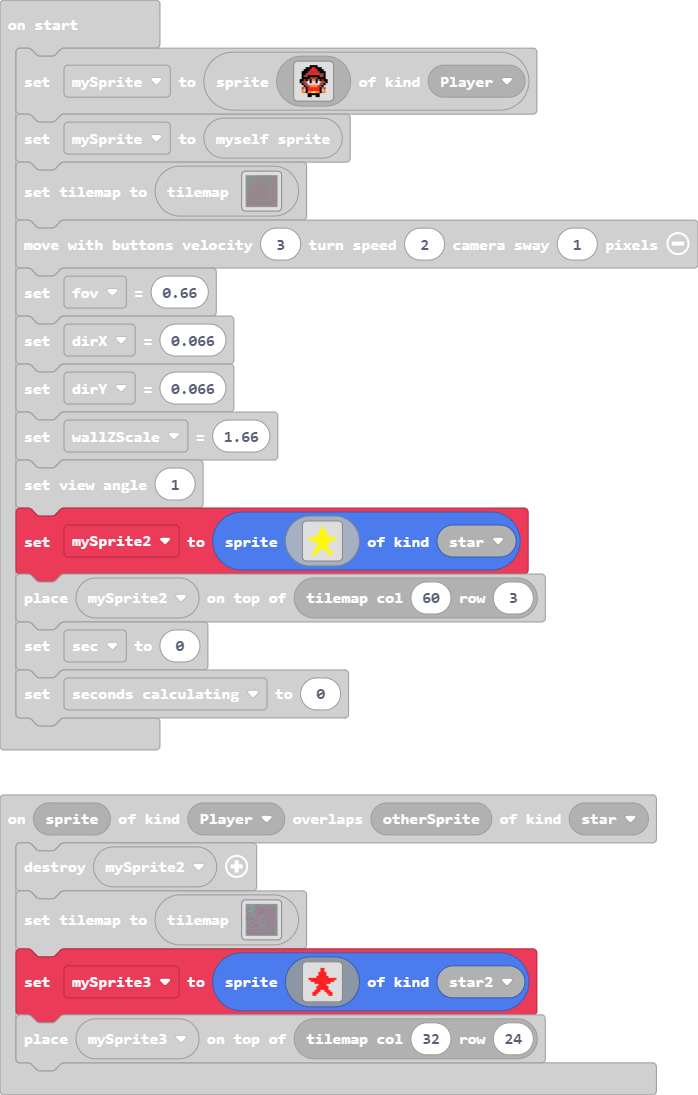 on start
set mySprite to sprite of kind Player
set mySprite to myself sprite
set tilemap to tilemap
move with buttons velocity 3 turn speed 2 camera sway 1 pixels
set fov = 0.66
set dirX = 0.066
set dirY = 0.066
set wallZScale = 1.66
set view angle 1
set mySprite2 to sprite of kind star
place mySprite2 on top of tilemap col 60 row 3
set sec to 0
set seconds calculating to 0
on sprite of kind Player overlaps otherSprite of kind star
destroy mySprite2
set tilemap to tilemap
set mySprite3 to sprite of kind star2
place mySprite3 on top of tilemap col 32 row 24